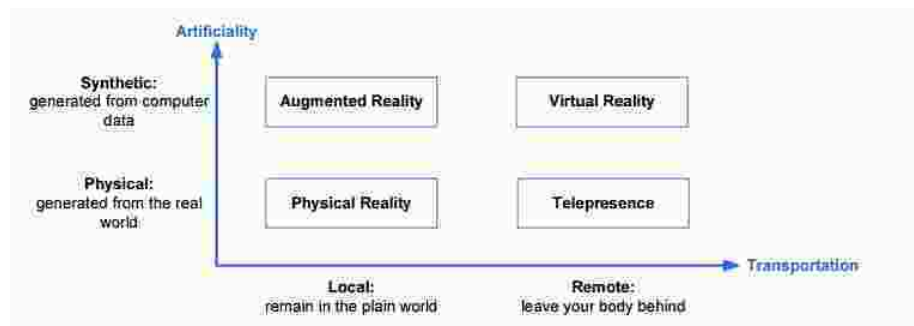 Artificiality
Synthetic:
generated from computer
data
Augmented Reality
Virtual Reality
Physical:
generated from the real
world
Physical Reality
Telepresence
Transportation
Local:
remain in the plain world
Remote:
leave your body behind